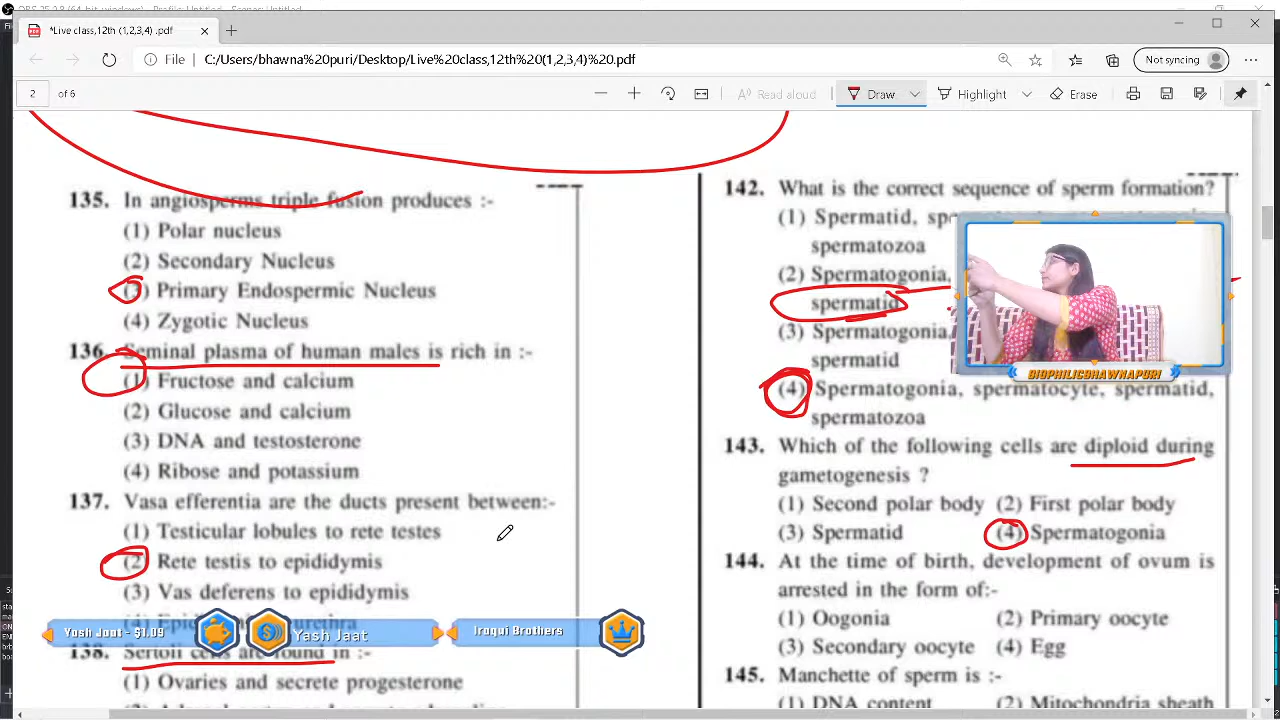 *Live class,12th (1,2,3,4) .pdf
File C:/Users/bhawna%20puri/Desktop/Live%20class,12th%20(1,2,3,4)%20.pdf Not syncing
2 of 6 Read aloud Draw Highlight Erase
135. In angiosperms triple fusion produces :-
(1) Polar nucleus
(2) Secondary Nucleus
(3) Primary Endospermic Nucleus
(4) Zygotic Nucleus
136. Seminal plasma of human males is rich in :-
(1) Fructose and calcium
(2) Glucose and calcium
(3) DNA and testosterone
(4) Ribose and potassium
137. Vasa efferentia are the ducts present between:-
(1) Testicular lobules to rete testes
(2) Rete testis to epididymis
(3) Vas deferens to epididymis
138. Sertoli cells are found in :-
(1) Ovaries and secrete progesterone
142. What is the correct sequence of sperm formation?
(1) Spermatid,
spermatozoa
(2) Spermatogonia,
spermatid
(3) Spermatogonia,
spermatid
(4) Spermatogonia, spermatocyte, spermatid,
spermatozoa
143. Which of the following cells are diploid during
gametogenesis ?
(1) Second polar body (2) First polar body
(3) Spermatid (4) Spermatogonia
144. At the time of birth, development of ovum is
arrested in the form of:-
(1) Oogonia (2) Primary oocyte
(3) Secondary oocyte (4) Egg
145. Manchette of sperm is :-
(1) DNA content (2) Mitochondria sheath
BIOPHILICBHAWNAPURI
Yash Jaat - $1.09 Yash Jaat Iraqui Brothers